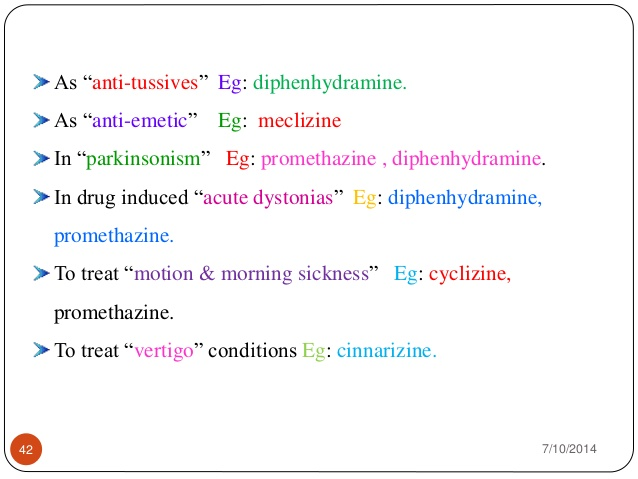 As “anti-tussives” Eg: diphenhydramine.
As “anti-emetic” Eg: meclizine
In “parkinsonism” Eg: promethazine , diphenhydramine.
In drug induced “acute dystonias” Eg: diphenhydramine,
promethazine.
To treat “motion & morning sickness” Eg: cyclizine,
promethazine.
To treat “vertigo” conditions Eg: cinnarizine.
42
7/10/2014